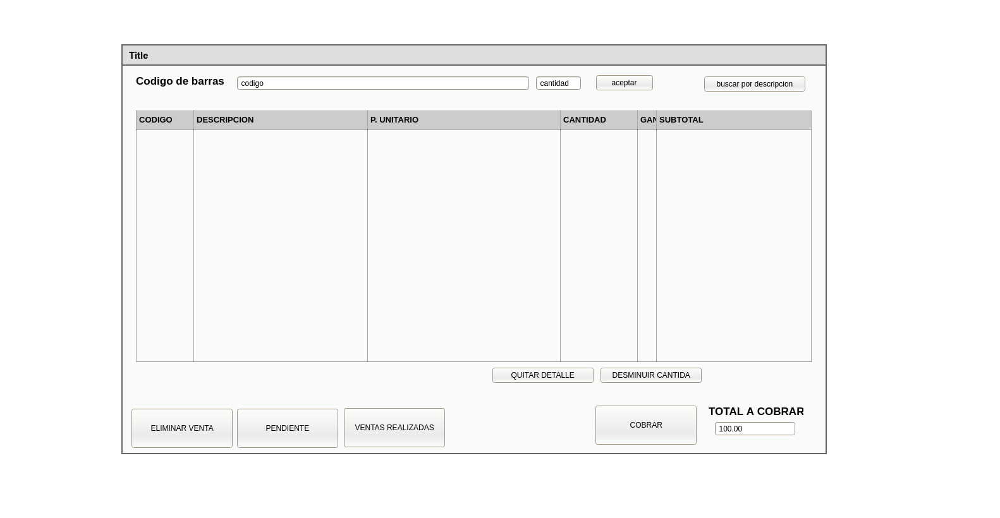 Title
Codigo de barras codigo cantidad aceptar buscar por descripcion
CODIGO DESCRIPCION P. UNITARIO CANTIDAD GAN SUBTOTAL
QUITAR DETALLE DESMINUIR CANTIDA
TOTAL A COBRAR
ELIMINAR VENTA PENDIENTE VENTAS REALIZADAS COBRAR 100.00